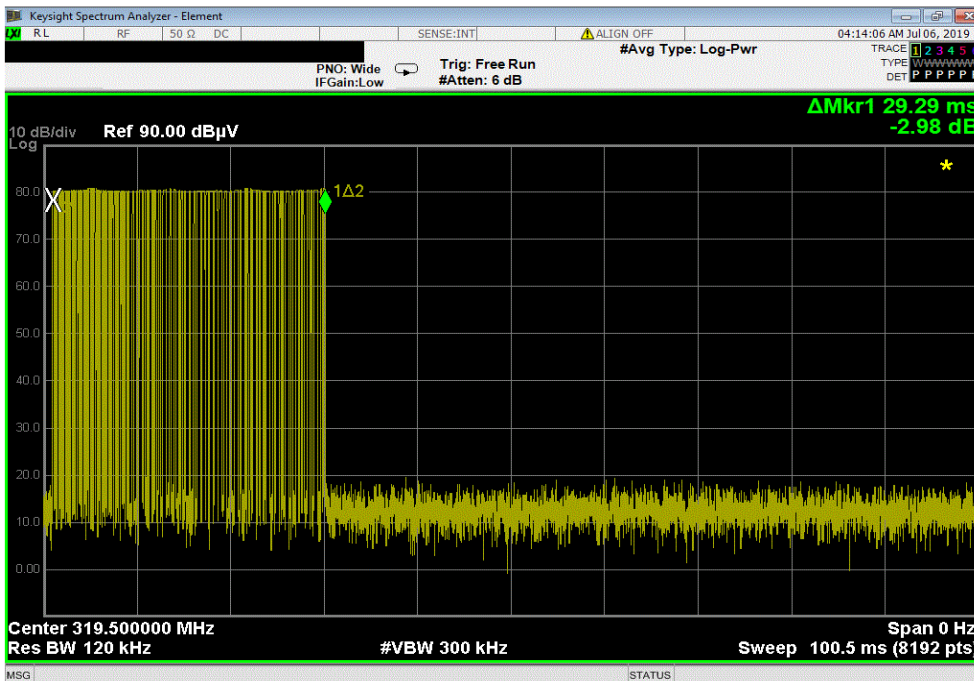 Keysight Spectrum Analyzer - Element
LXI RL RF 50 Ω DC SENSE:INT ALIGN OFF 04:14:06 AM Jul 06, 2019
#Avg Type: Log-Pwr
TRACE 1 2 3 4 5
PNO: Wide Trig: Free Run
TYPE WWWWWW
IFGain:Low #Atten: 6 dB
DET P P P P P
ΔMkr1 29.29 ms
-2.98 dB
10 dB/div Ref 90.00 dBµV
Log
80.0
X
1Δ2
*
70.0
60.0
50.0
40.0
30.0
20.0
10.0
0.00
Center 319.500000 MHz Span 0 Hz
Res BW 120 kHz #VBW 300 kHz Sweep 100.5 ms (8192 pts)
MSG STATUS